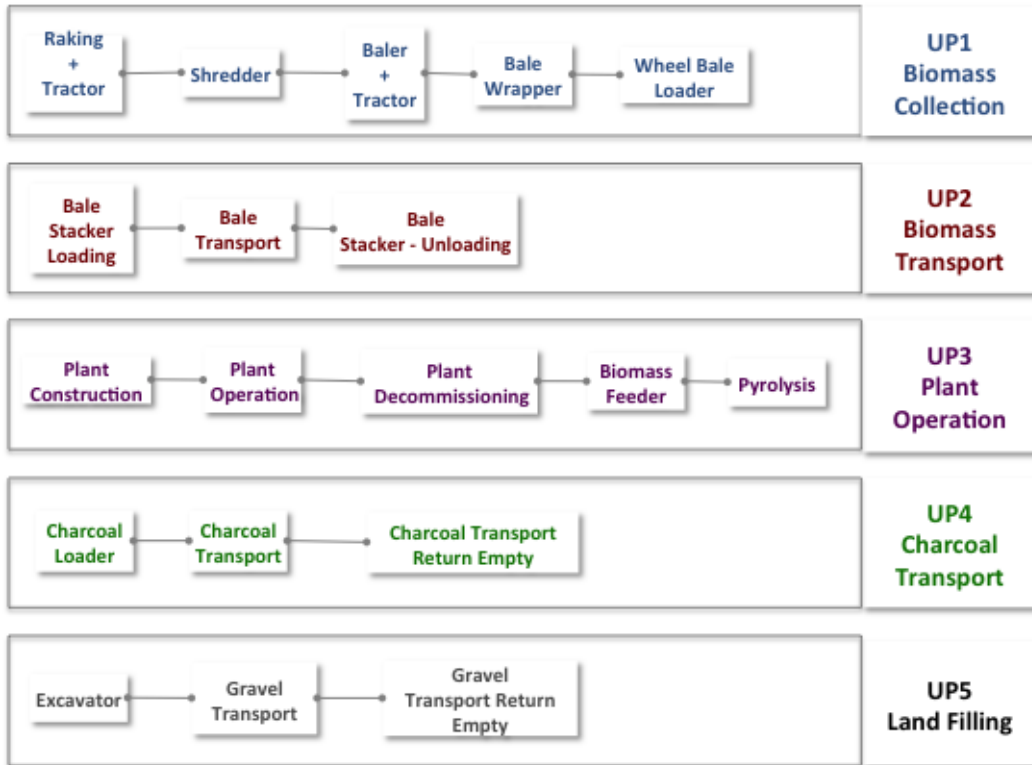 Raking
+
Tractor
Shredder
Baler
+
Tractor
Bale
Wrapper
Wheel Bale
Loader
UP1
Biomass
Collection
Bale
Stacker
Loading
Bale
Transport
Bale
Stacker - Unloading
UP2
Biomass
Transport
Plant
Construction
Plant
Operation
Plant
Decommissioning
Biomass
Feeder
Pyrolysis
UP3
Plant
Operation
Charcoal
Loader
Charcoal
Transport
Charcoal Transport
Return Empty
UP4
Charcoal
Transport
Excavator
Gravel
Transport
Gravel
Transport Return
Empty
UP5
Land Filling